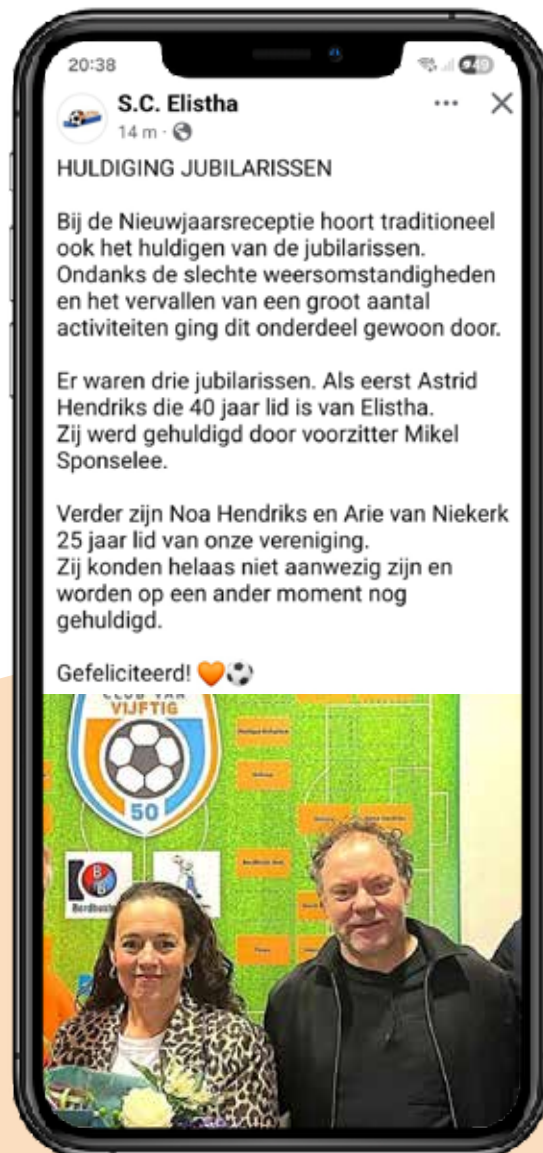 20:38
49
S.C. Elistha
14 m ·
HULDIGING JUBILARISSEN
Bij de Nieuwjaarsreceptie hoort traditioneel
ook het huldigen van de jubilarissen.
Ondanks de slechte weersomstandigheden
en het vervallen van een groot aantal
activiteiten ging dit onderdeel gewoon door.
Er waren drie jubilarissen. Als eerst Astrid
Hendriks die 40 jaar lid is van Elistha.
Zij werd gehuldigd door voorzitter Mikel
Sponselee.
Verder zijn Noa Hendriks en Arie van Niekerk
25 jaar lid van onze vereniging.
Zij konden helaas niet aanwezig zijn en
worden op een ander moment nog
gehuldigd.
Gefeliciteerd! 🧡⚽
CLUB VAN
VIJFTIG
50